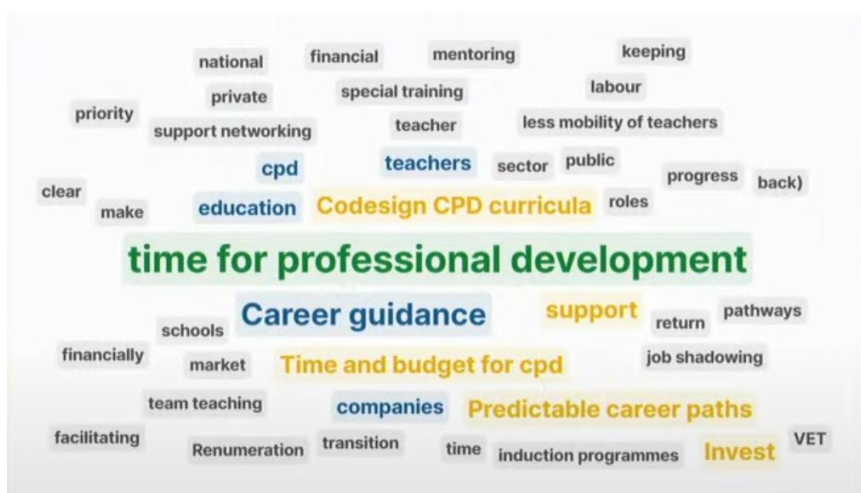 national financial mentoring keeping
private special training labour
priority support networking teacher less mobility of teachers
cpd teachers sector public
clear make education Codesign CPD curricula roles progress back)
time for professional development
Career guidance support return pathways
schools
financially market Time and budget for cpd job shadowing
team teaching companies Predictable career paths
facilitating Renumeration transition time induction programmes Invest VET